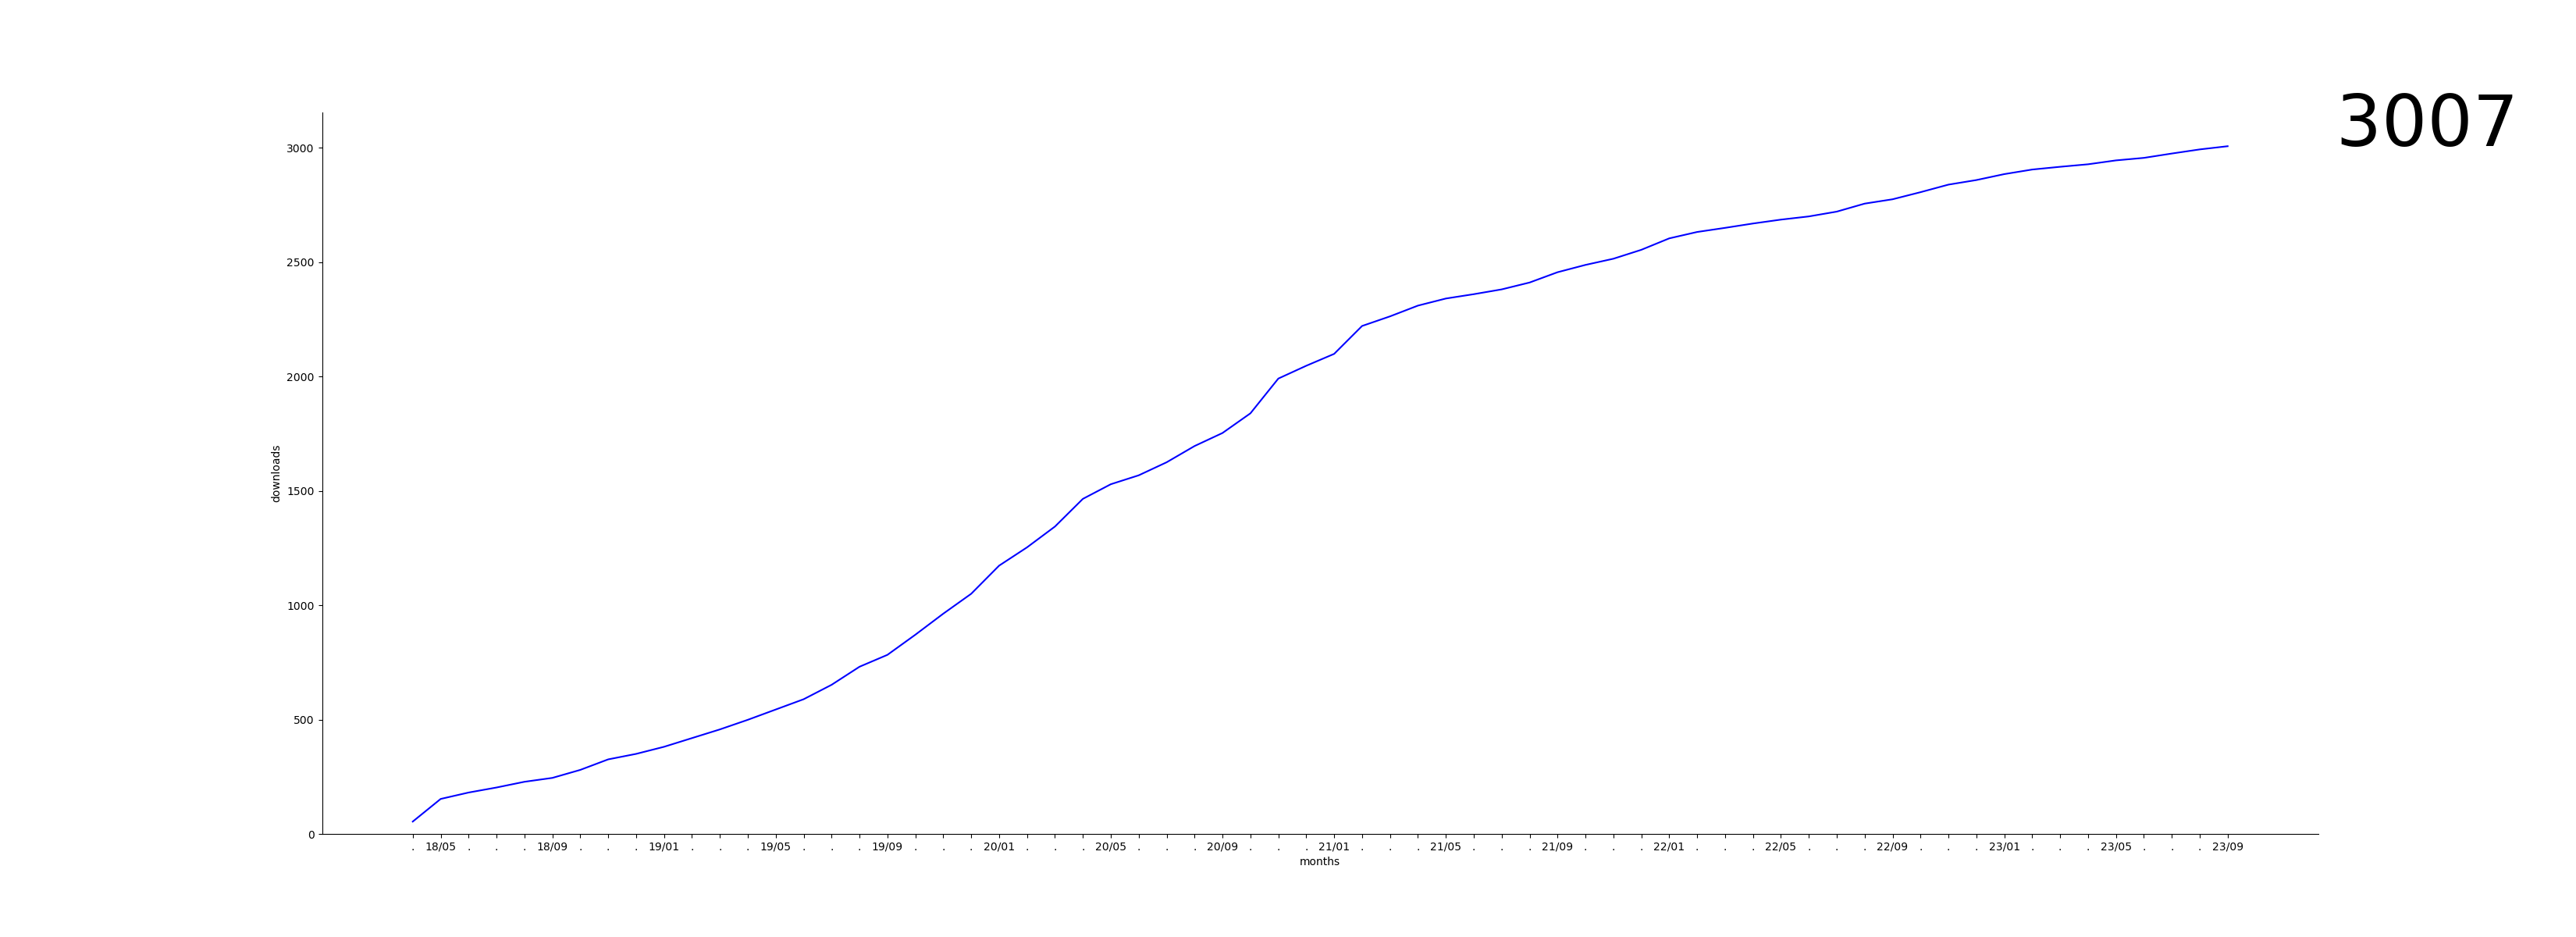 3007
3000
2500
2000
1500
1000
500
0
downloads
. 18/05 . . . 18/09 . . . 19/01 . . . 19/05 . . . 19/09 . . . 20/01 . . . 20/05 . . . 20/09 . . . 21/01 . . . 21/05 . . . 21/09 . . . 22/01 . . . 22/05 . . . 22/09 . . . 23/01 . . . 23/05 . . . 23/09
months